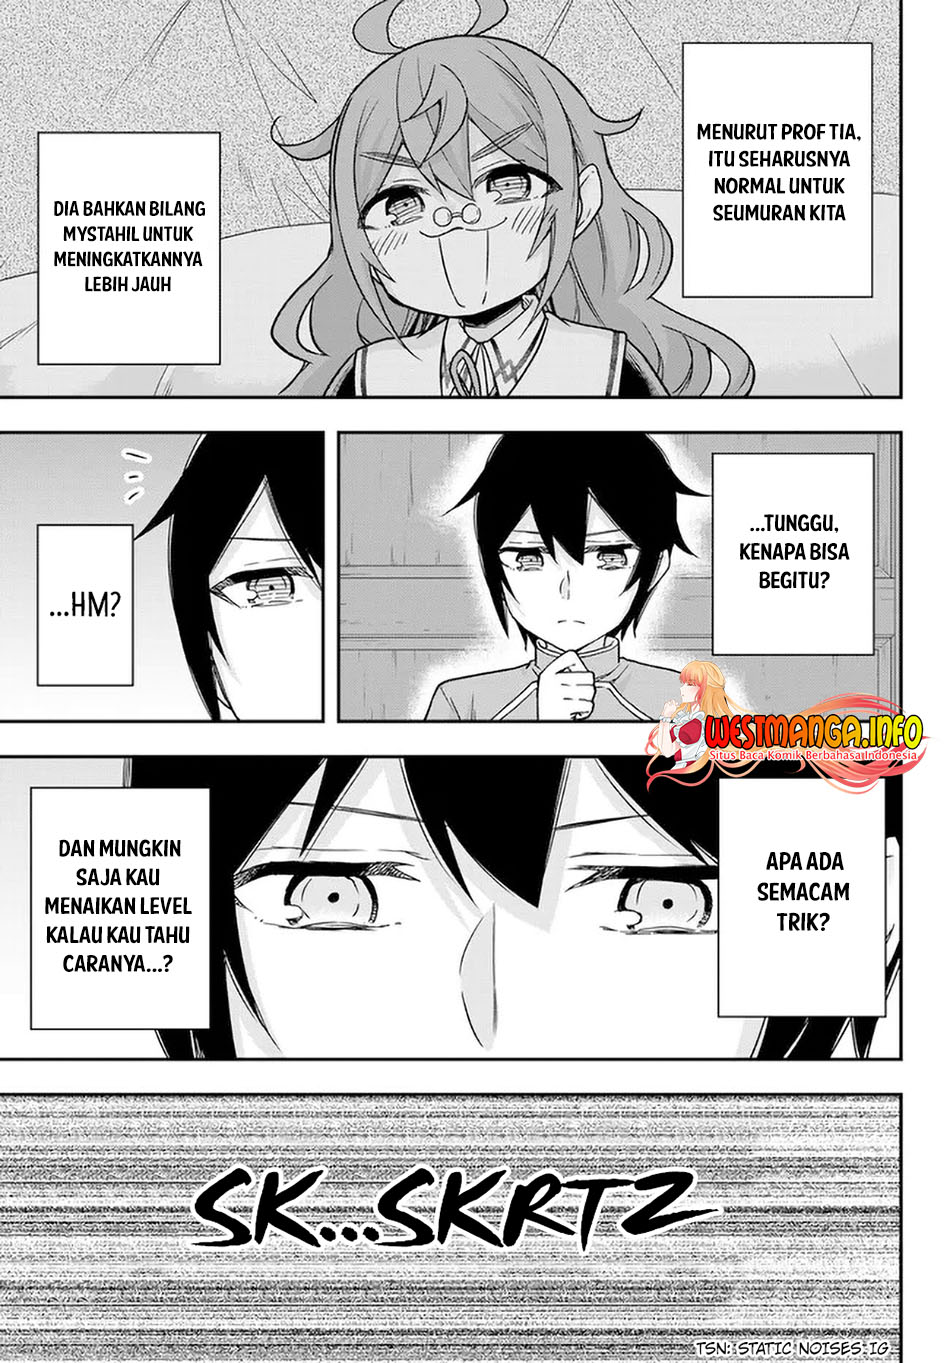 MENURUT PROF TIA,
ITU SEHARUSNYA
NORMAL UNTUK
SEUMURAN KITA
DIA BAHKAN BILANG
MYSTAHIL UNTUK
MENINGKATKANNYA
LEBIH JAUH
...TUNGGU,
KENAPA BISA
BEGITU?
...HM?
WESTMANGA.INFO
Situs Baca Komik Berbahasa Indonesia
APA ADA
SEMACAM
TRIK?
DAN MUNGKIN
SAJA KAU
MENAIKAN LEVEL
KALAU KAU TAHU
CARANYA...?
SK...SKRTZ
TSN: STATIC NOISES IG